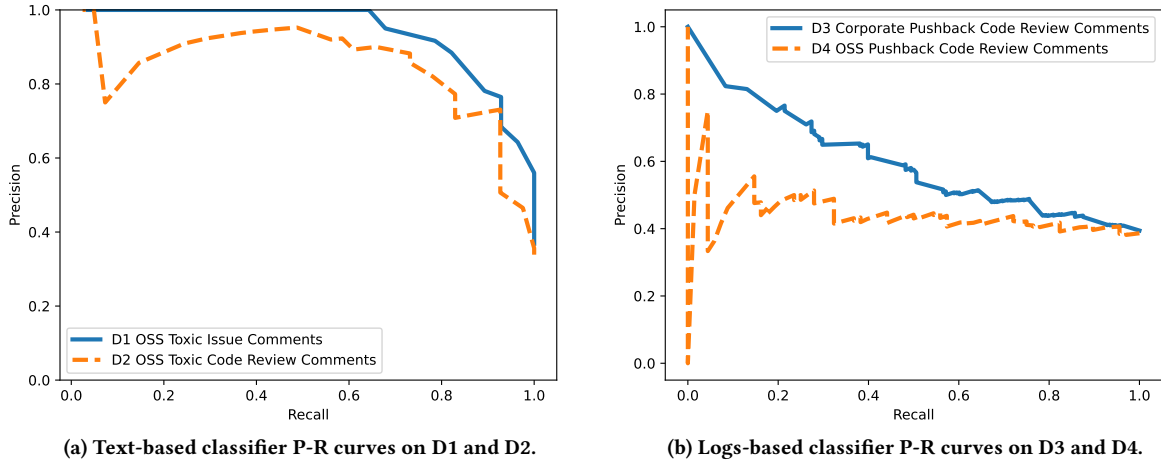 1.0
0.8
0.6
0.4
0.2
0.0
Precision
D1 OSS Toxic Issue Comments
D2 OSS Toxic Code Review Comments
0.0 0.2 0.4 0.6 0.8 1.0
Recall
(a) Text-based classifier P-R curves on D1 and D2.
1.0
0.8
0.6
0.4
0.2
0.0
Precision
D3 Corporate Pushback Code Review Comments
D4 OSS Pushback Code Review Comments
0.0 0.2 0.4 0.6 0.8 1.0
Recall
(b) Logs-based classifier P-R curves on D3 and D4.